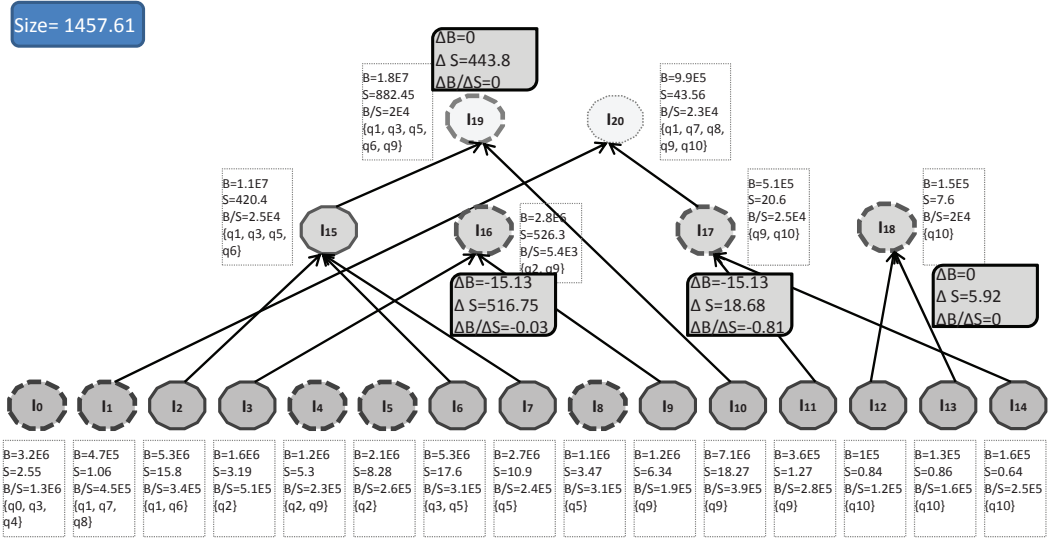 Size= 1457.61
ΔB=0
Δ S=443.8
ΔB/ΔS=0
B=1.8E7
S=882.45
B/S=2E4
{q1, q3, q5,
q6, q9}
I19
I20
B=9.9E5
S=43.56
B/S=2.3E4
{q1, q7, q8,
q9, q10}
B=1.1E7
S=420.4
B/S=2.5E4
{q1, q3, q5,
q6}
I15
I16
B=2.8E6
S=526.3
B/S=5.4E3
{q2, q9}
I17
B=5.1E5
S=20.6
B/S=2.5E4
{q9, q10}
I18
B=1.5E5
S=7.6
B/S=2E4
{q10}
ΔB=-15.13
Δ S=516.75
ΔB/ΔS=-0.03
ΔB=-15.13
Δ S=18.68
ΔB/ΔS=-0.81
ΔB=0
Δ S=5.92
ΔB/ΔS=0
I0
I1
I2
I3
I4
I5
I6
I7
I8
I9
I10
I11
I12
I13
I14
B=3.2E6
S=2.55
B/S=1.3E6
{q0, q3,
q4}
B=4.7E5
S=1.06
B/S=4.5E5
{q1, q7,
q8}
B=5.3E6
S=15.8
B/S=3.4E5
{q1, q6}
B=1.6E6
S=3.19
B/S=5.1E5
{q2}
B=1.2E6
S=5.3
B/S=2.3E5
{q2, q9}
B=2.1E6
S=8.28
B/S=2.6E5
{q2}
B=5.3E6
S=17.6
B/S=3.1E5
{q3, q5}
B=2.7E6
S=10.9
B/S=2.4E5
{q5}
B=1.1E6
S=3.47
B/S=3.1E5
{q5}
B=1.2E6
S=6.34
B/S=1.9E5
{q9}
B=7.1E6
S=18.27
B/S=3.9E5
{q9}
B=3.6E5
S=1.27
B/S=2.8E5
{q9}
B=1E5
S=0.84
B/S=1.2E5
{q10}
B=1.3E5
S=0.86
B/S=1.6E5
{q10}
B=1.6E5
S=0.64
B/S=2.5E5
{q10}